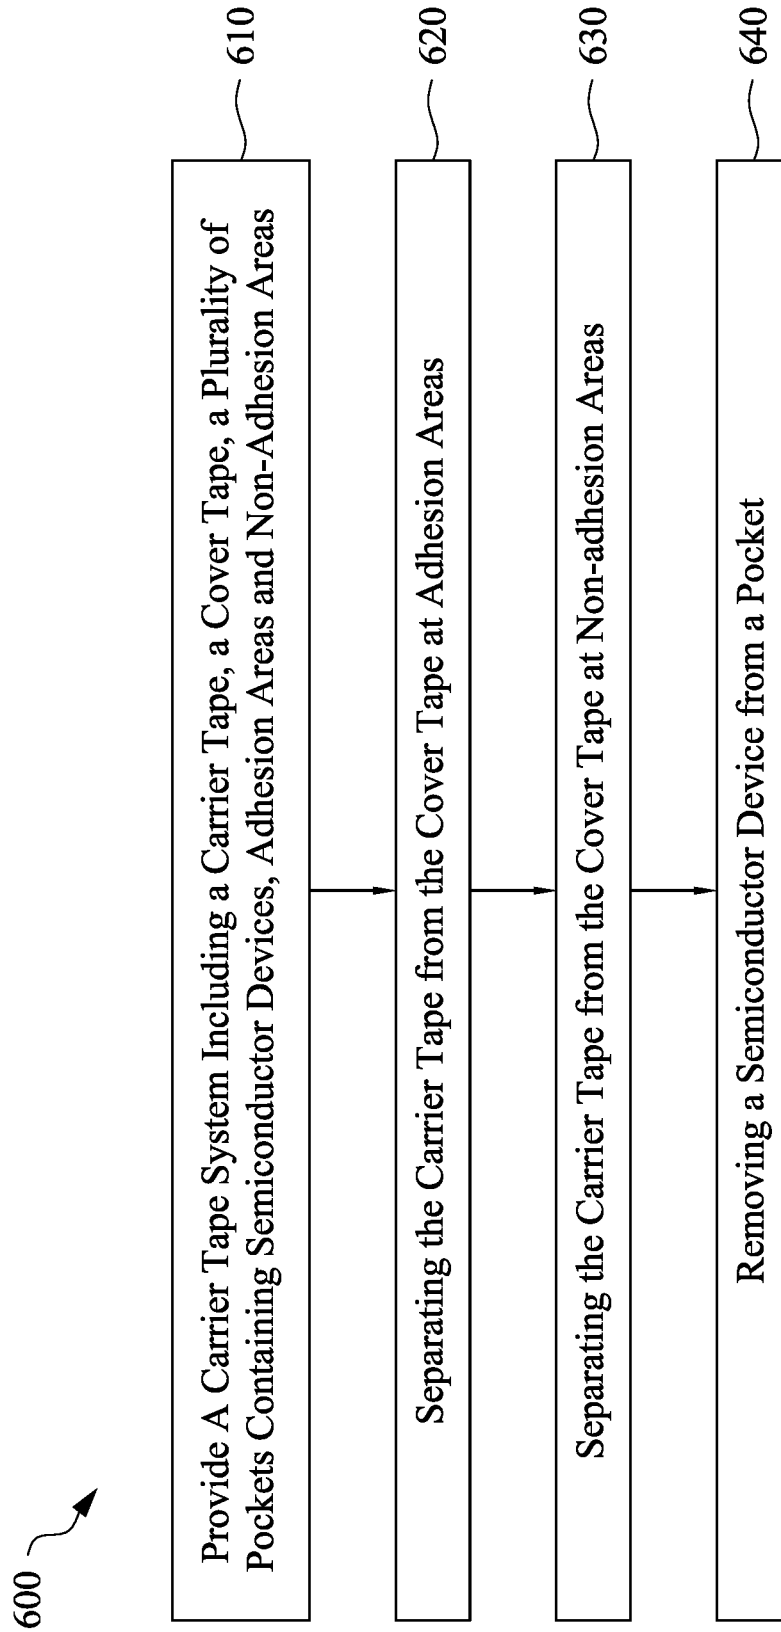 600
Provide A Carrier Tape System Including a Carrier Tape, a Cover Tape, a Plurality of
Pockets Containing Semiconductor Devices, Adhesion Areas and Non-Adhesion Areas
610
Separating the Carrier Tape from the Cover Tape at Adhesion Areas
620
Separating the Carrier Tape from the Cover Tape at Non-adhesion Areas
630
Removing a Semiconductor Device from a Pocket
640